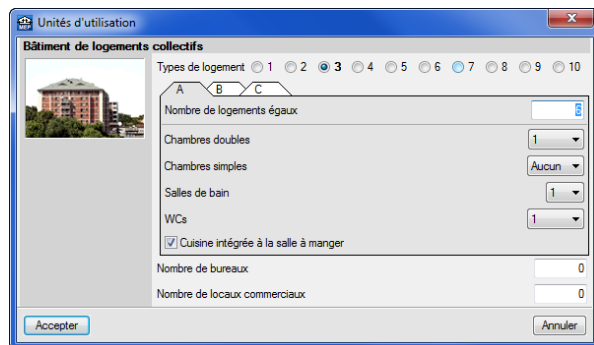 MEP Unités d'utilisation
Bâtiment de logements collectifs
Types de logement 1 2 3 4 5 6 7 8 9 10
A B C
Nombre de logements égaux 6
Chambres doubles 1
Chambres simples Aucun
Salles de bain 1
WCs 1
Cuisine intégrée à la salle à manger
Nombre de bureaux 0
Nombre de locaux commerciaux 0
Accepter Annuler